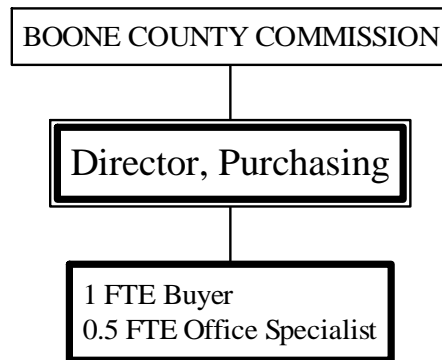 BOONE COUNTY COMMISSION
Director, Purchasing
1 FTE Buyer
0.5 FTE Office Specialist